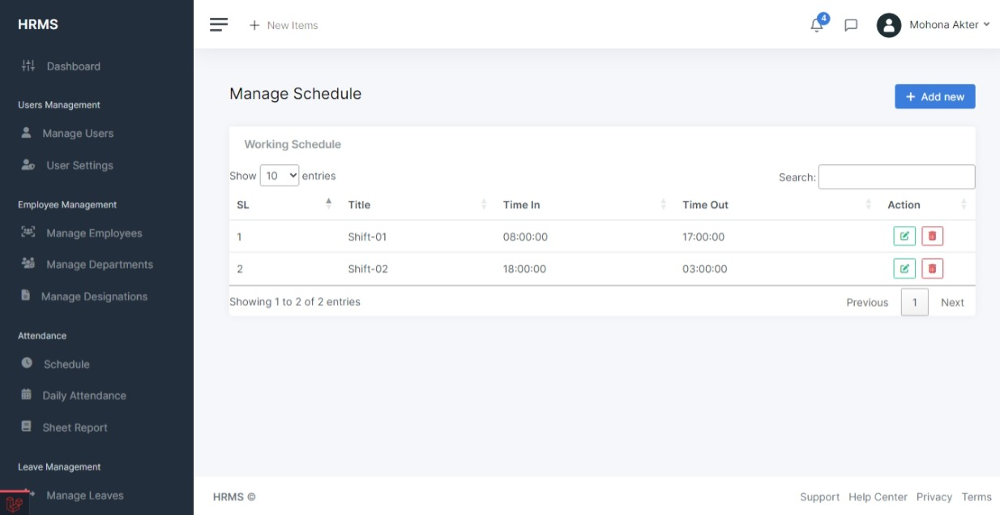 HRMS
Dashboard
Users Management
Manage Users
User Settings
Employee Management
Manage Employees
Manage Departments
Manage Designations
Attendance
Schedule
Daily Attendance
Sheet Report
Leave Management
Manage Leaves
+ New Items
4
Mohona Akter
Manage Schedule
+ Add new
Working Schedule
Show 10 entries
Search:
SL Title Time In Time Out Action
1 Shift-01 08:00:00 17:00:00
2 Shift-02 18:00:00 03:00:00
Showing 1 to 2 of 2 entries
Previous 1 Next
HRMS ©
Support Help Center Privacy Terms